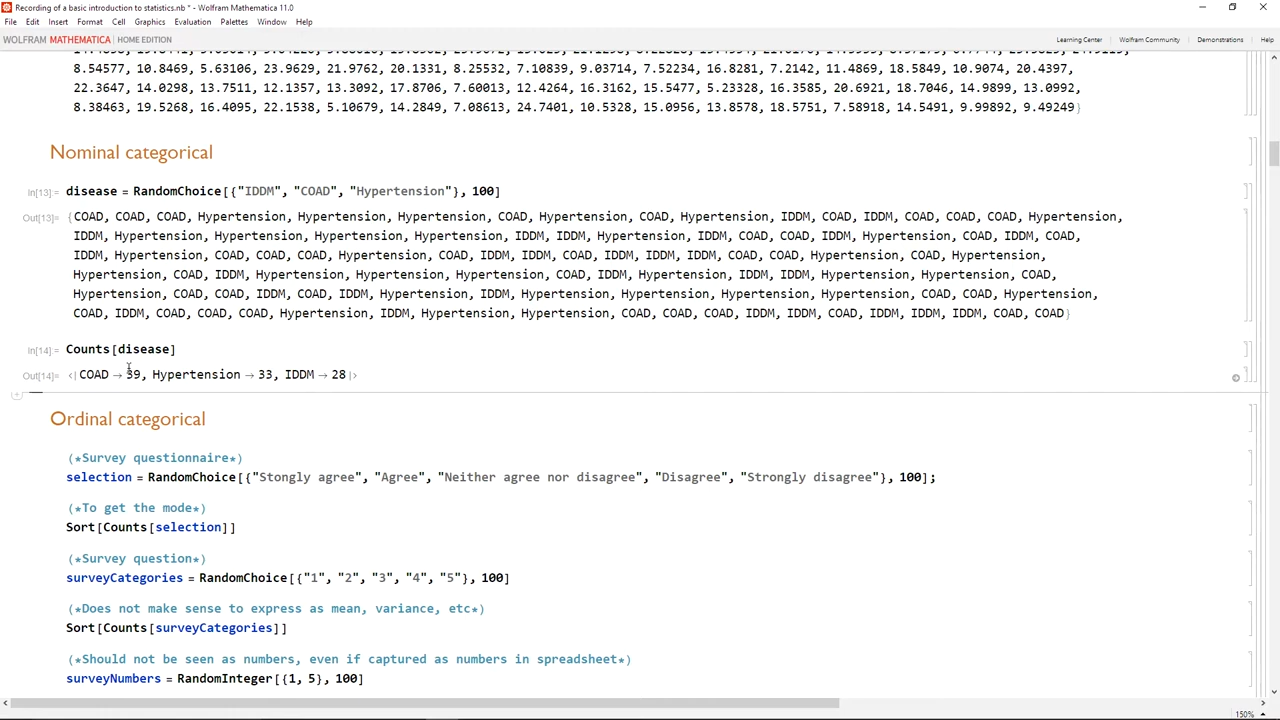 Recording of a basic introduction to statistics.nb * - Wolfram Mathematica 11.0
File Edit Insert Format Cell Graphics Evaluation Palettes Window Help
WOLFRAM MATHEMATICA HOME EDITION Learning Center Wolfram Community Demonstrations Help
8.54577, 10.8469, 5.63106, 23.9629, 21.9762, 20.1331, 8.25532, 7.10839, 9.03714, 7.52234, 16.8281, 7.2142, 11.4869, 18.5849, 10.9074, 20.4397,
22.3647, 14.0298, 13.7511, 12.1357, 13.3092, 17.8706, 7.60013, 12.4264, 16.3162, 15.5477, 5.23328, 16.3585, 20.6921, 18.7046, 14.9899, 13.0992,
8.38463, 19.5268, 16.4095, 22.1538, 5.10679, 14.2849, 7.08613, 24.7401, 10.5328, 15.0956, 13.8578, 18.5751, 7.58918, 14.5491, 9.99892, 9.49249}
Nominal categorical
In[13]:= disease = RandomChoice[{"IDDM", "COAD", "Hypertension"}, 100]
Out[13]= {COAD, COAD, COAD, Hypertension, Hypertension, Hypertension, COAD, Hypertension, COAD, Hypertension, IDDM, COAD, IDDM, COAD, COAD, COAD, Hypertension,
IDDM, Hypertension, Hypertension, Hypertension, Hypertension, IDDM, IDDM, Hypertension, IDDM, COAD, COAD, IDDM, Hypertension, COAD, IDDM, COAD,
IDDM, Hypertension, COAD, COAD, COAD, Hypertension, COAD, IDDM, IDDM, COAD, IDDM, IDDM, IDDM, COAD, COAD, Hypertension, COAD, Hypertension,
Hypertension, COAD, IDDM, Hypertension, Hypertension, Hypertension, COAD, IDDM, Hypertension, IDDM, IDDM, Hypertension, Hypertension, COAD,
Hypertension, COAD, COAD, IDDM, COAD, IDDM, Hypertension, IDDM, Hypertension, Hypertension, Hypertension, Hypertension, COAD, COAD, Hypertension,
COAD, IDDM, COAD, COAD, COAD, Hypertension, IDDM, Hypertension, Hypertension, COAD, COAD, COAD, IDDM, IDDM, COAD, IDDM, IDDM, IDDM, COAD, COAD}
In[14]:= Counts[disease]
Out[14]= <|COAD → 39, Hypertension → 33, IDDM → 28|>
Ordinal categorical
(*Survey questionnaire*)
selection = RandomChoice[{"Stongly agree", "Agree", "Neither agree nor disagree", "Disagree", "Strongly disagree"}, 100];
(*To get the mode*)
Sort[Counts[selection]]
(*Survey question*)
surveyCategories = RandomChoice[{"1", "2", "3", "4", "5"}, 100]
(*Does not make sense to express as mean, variance, etc*)
Sort[Counts[surveyCategories]]
(*Should not be seen as numbers, even if captured as numbers in spreadsheet*)
surveyNumbers = RandomInteger[{1, 5}, 100]
150%